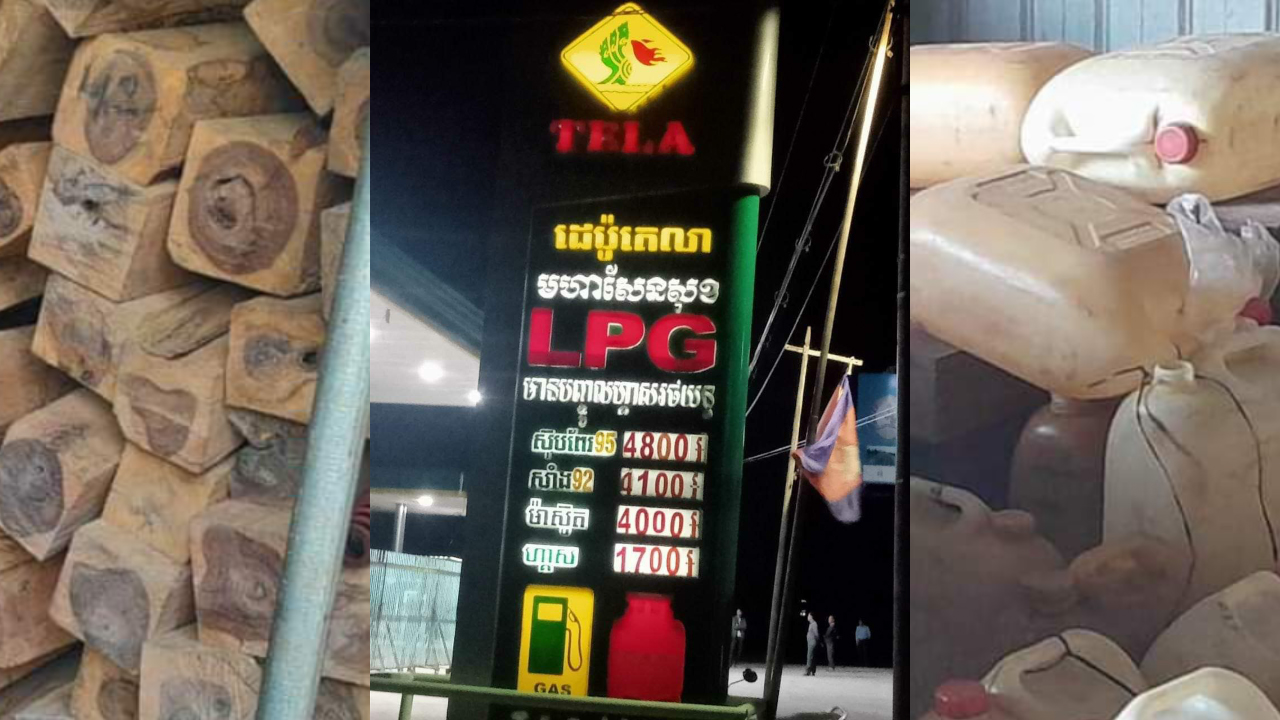 TELA
ដេប៉ូតេលា
មហាសែនសុខ
LPG
មានបញ្ចូលហ្គាសរថយន្ត
ស៊ុបពែរ95 4800៛
សាំង92 4100៛
ម៉ាស៊ូត 4000៛
ហ្គាស 1700៛
GAS